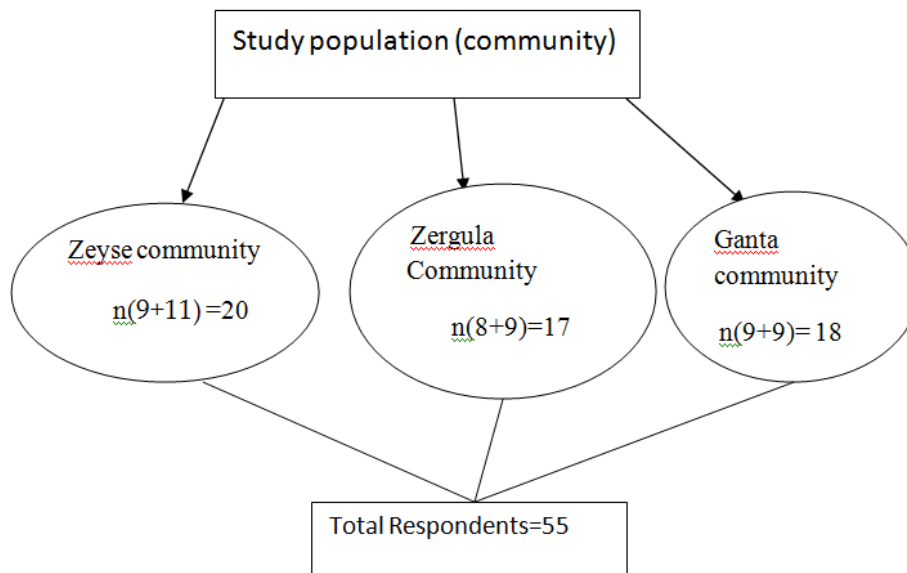 Study population (community)
Zeyse community
n(9+11) =20
Zergula
Community
n(8+9)=17
Ganta
community
n(9+9)= 18
Total Respondents=55